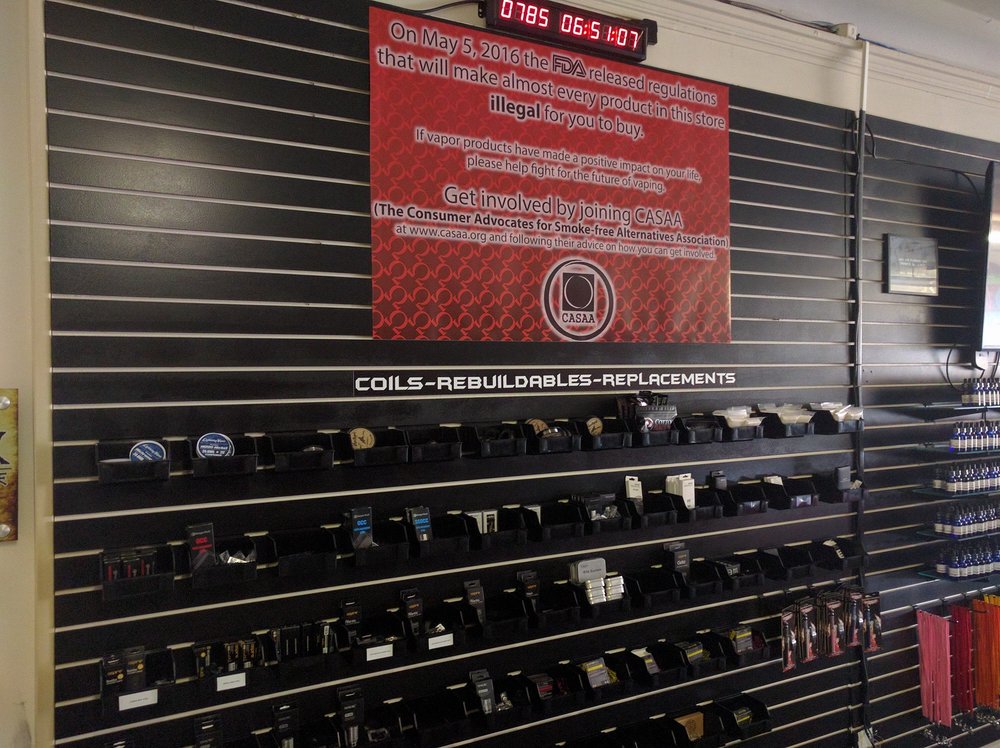 0785 06:51:07
On May 5, 2016 the FDA released regulations
that will make almost every product in this store
illegal for you to buy.
If vapor products have made a positive impact on your life,
please help fight for the future of vaping.
Get involved by joining CASAA
(The Consumer Advocates for Smoke-free Alternatives Association)
at www.casaa.org and following their advice on how you can get involved.
CASAA
COILS-REBUILDABLES-REPLACEMENTS
OCC